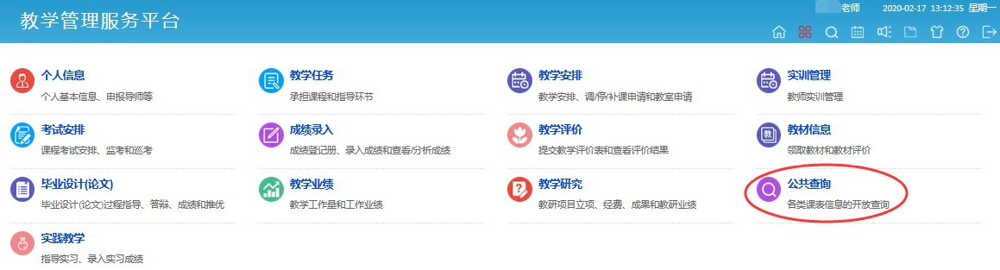 老师 2020-02-17 13:12:35 星期一
教学管理服务平台
个人信息
个人基本信息、申报导师等
教学任务
承担课程和指导环节
教学安排
教学安排、调/停/补课申请和教室申请
实训管理
教师实训管理
考试安排
课程考试安排、监考和巡考
成绩录入
成绩登记册、录入成绩和查看/分析成绩
教学评价
提交教学评价表和查看评价结果
教
教材信息
领取教材和教材评价
毕业设计(论文)
毕业设计(论文)过程指导、答辩、成绩和推优
教学业绩
教学工作量和工作业绩
教学研究
教研项目立项、经费、成果和教研业绩
公共查询
各类课表信息的开放查询
实践教学
指导实习、录入实习成绩